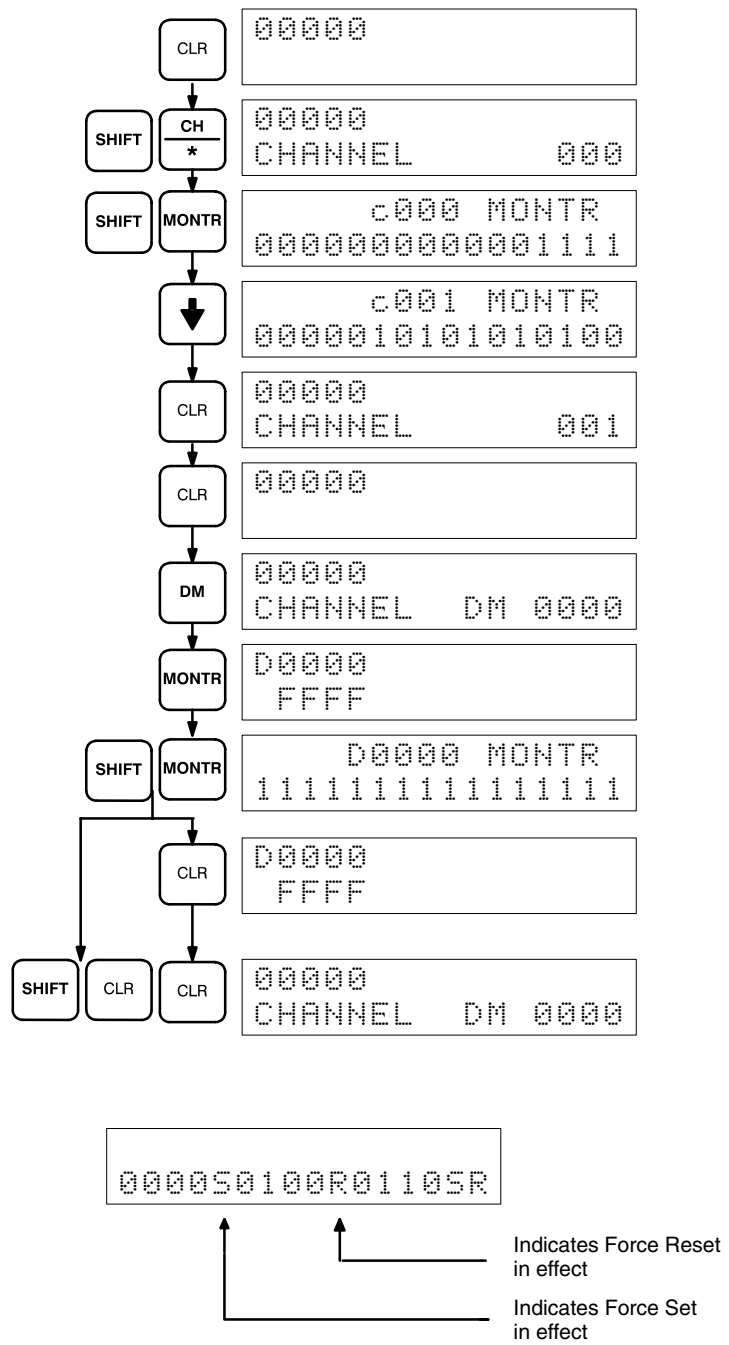 CLR
00000
SHIFT
CH
*
00000
CHANNEL 000
SHIFT
MONTR
c000 MONTR
0000000000001111
c001 MONTR
0000010101010100
CLR
00000
CHANNEL 001
CLR
00000
DM
00000
CHANNEL DM 0000
MONTR
D0000
FFFF
SHIFT
MONTR
D0000 MONTR
1111111111111111
CLR
D0000
FFFF
SHIFT
CLR
CLR
00000
CHANNEL DM 0000
0000S0100R0110SR
Indicates Force Reset
in effect
Indicates Force Set
in effect